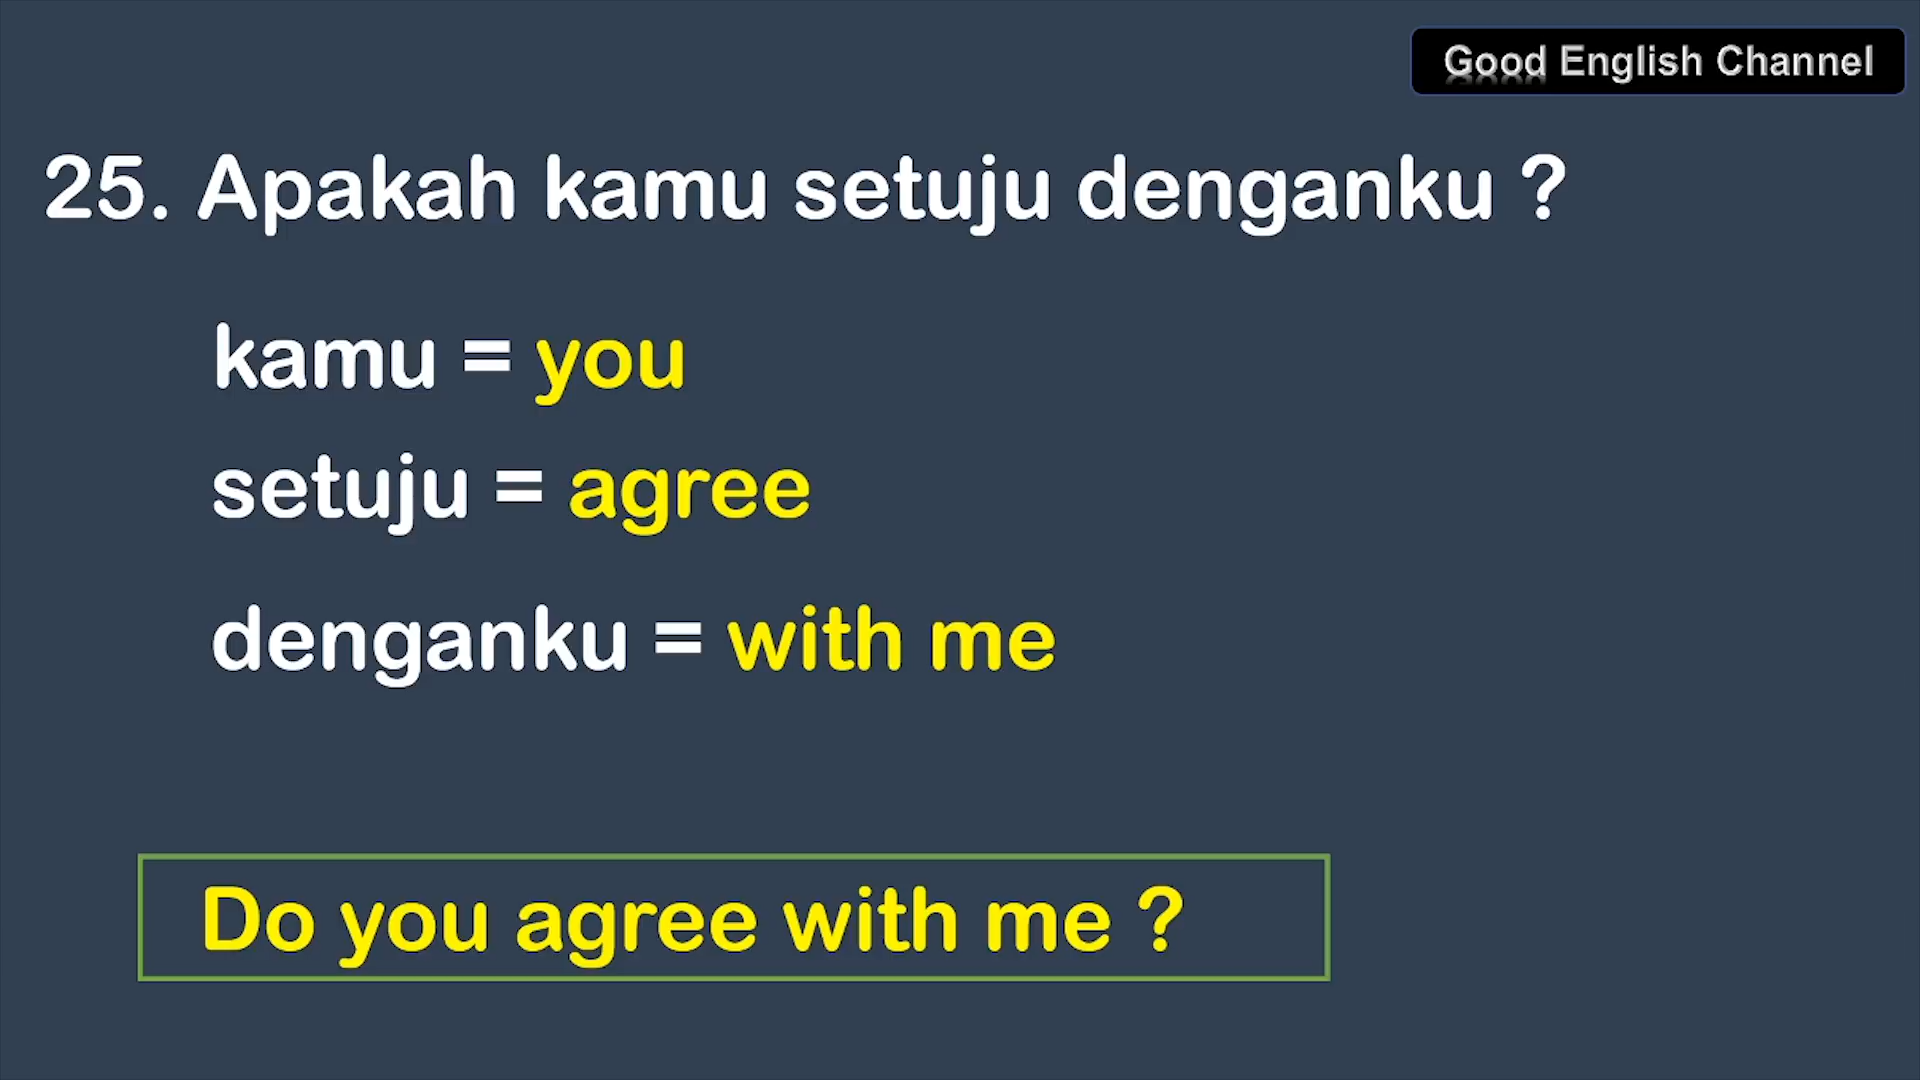 Good English Channel
25. Apakah kamu setuju denganku ?
kamu = you
setuju = agree
denganku = with me
Do you agree with me ?